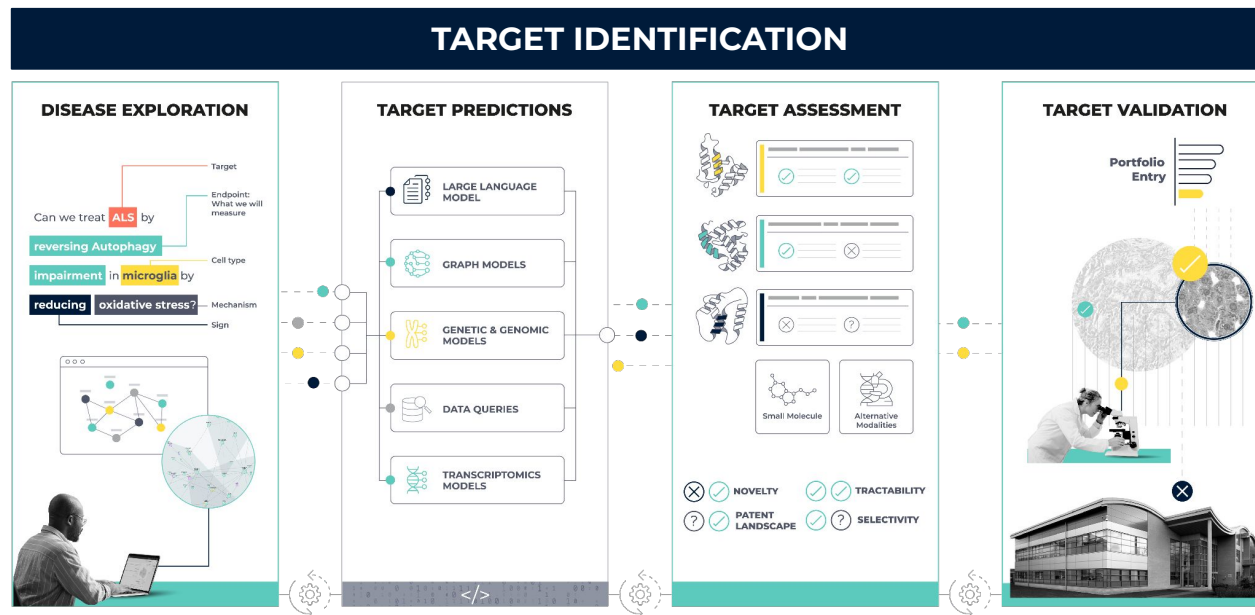 TARGET IDENTIFICATION
DISEASE EXPLORATION
Target
Endpoint:
What we will
measure
Can we treat ALS by
reversing Autophagy
Cell type
impairment in microglia by
reducing oxidative stress?
Mechanism
Sign
TARGET PREDICTIONS
LARGE LANGUAGE
MODEL
GRAPH MODELS
GENETIC & GENOMIC
MODELS
DATA QUERIES
TRANSCRIPTOMICS
MODELS
</>
TARGET ASSESSMENT
Small Molecule
Alternative
Modalities
NOVELTY
TRACTABILITY
PATENT
LANDSCAPE
SELECTIVITY
TARGET VALIDATION
Portfolio
Entry